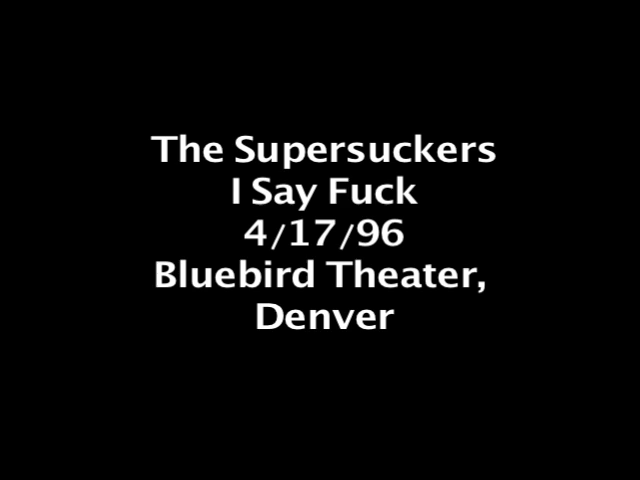 The Supersuckers
I Say Fuck
4/17/96
Bluebird Theater,
Denver